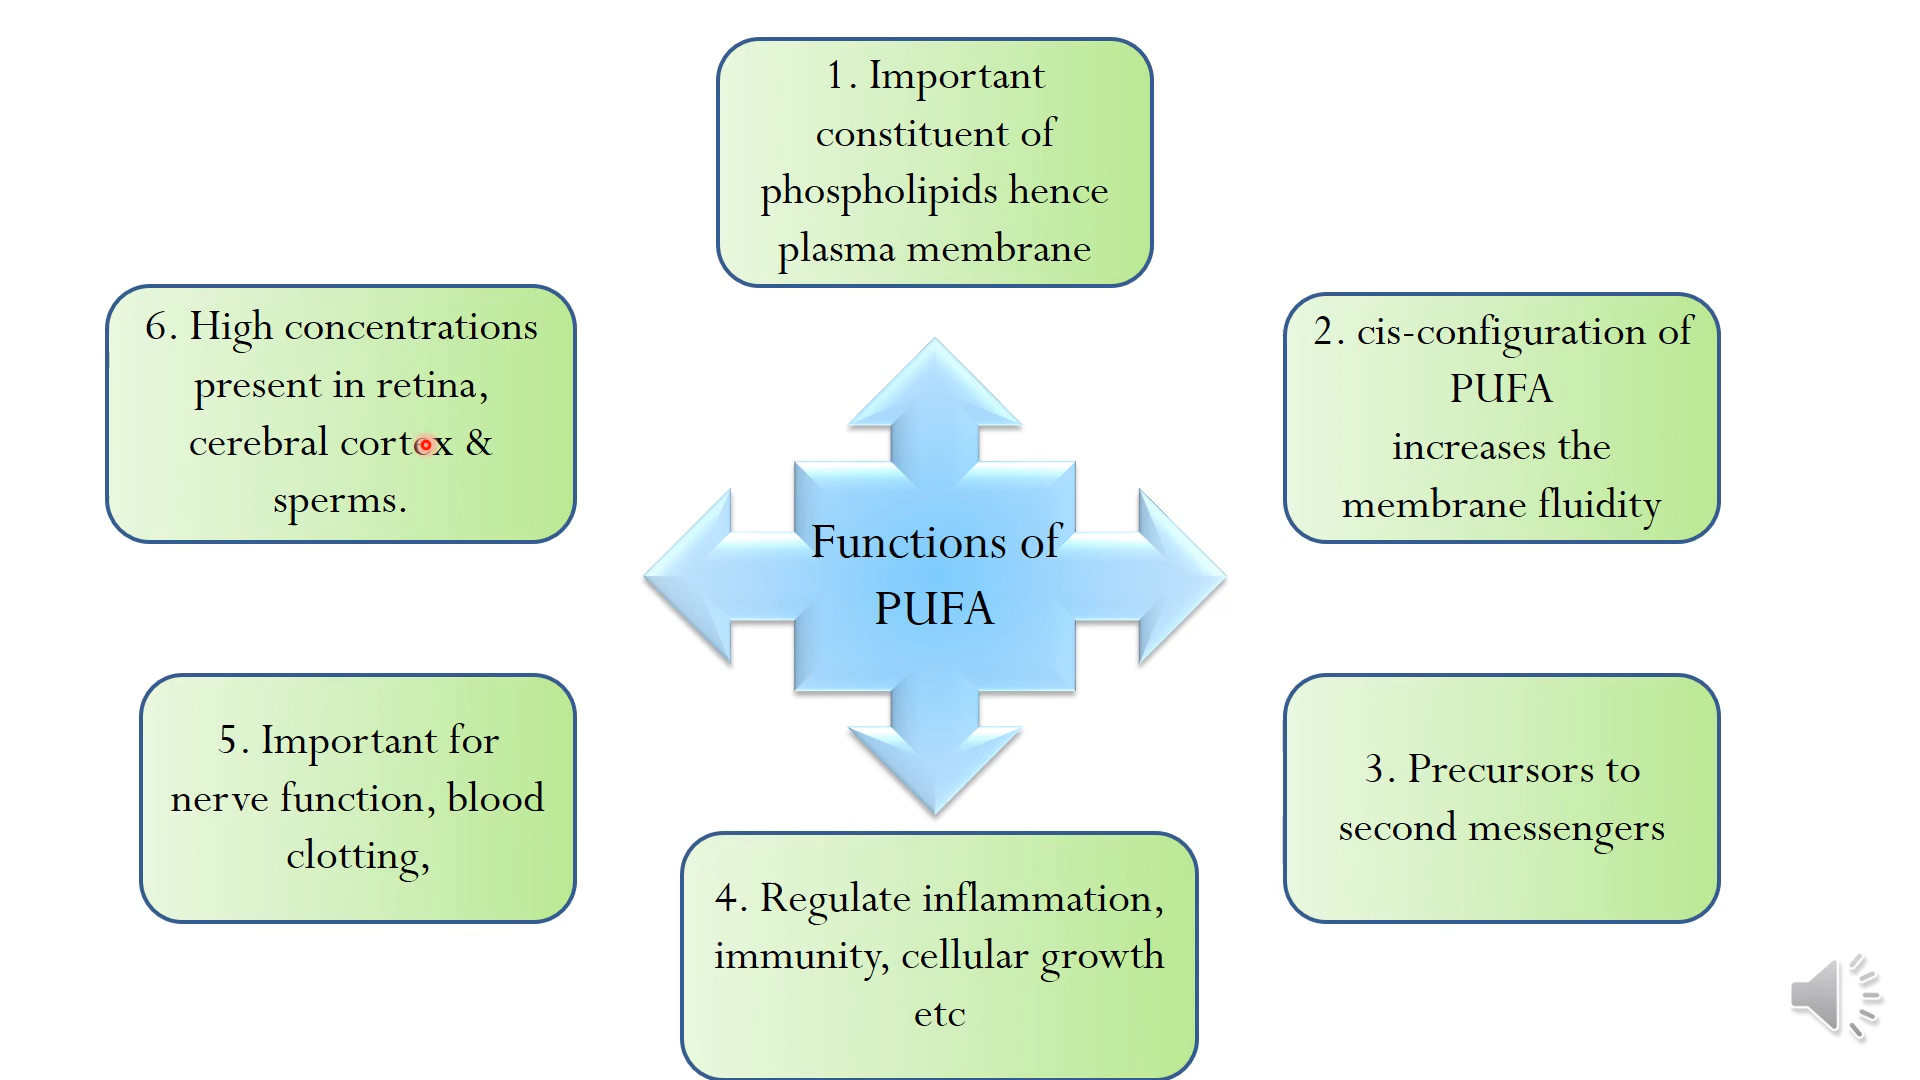 1. Important
constituent of
phospholipids hence
plasma membrane
2. cis-configuration of
PUFA
increases the
membrane fluidity
3. Precursors to
second messengers
4. Regulate inflammation,
immunity, cellular growth
etc
5. Important for
nerve function, blood
clotting,
6. High concentrations
present in retina,
cerebral cortex &
sperms.
Functions of
PUFA